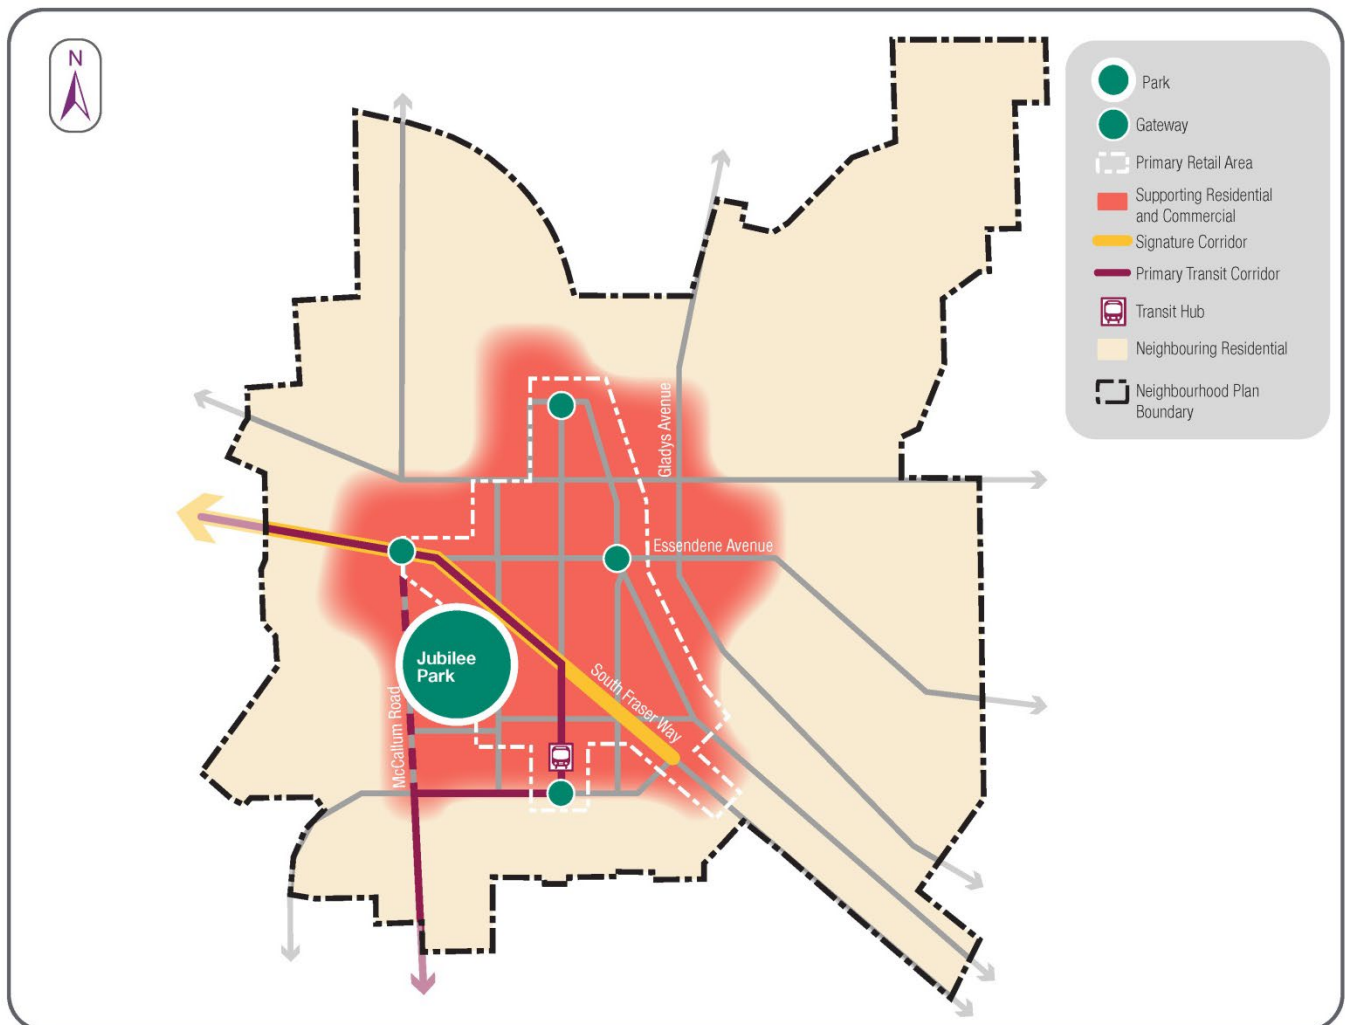 N
Park
Gateway
Primary Retail Area
Supporting Residential
and Commercial
Signature Corridor
Primary Transit Corridor
Transit Hub
Neighbouring Residential
Neighbourhood Plan
Boundary
Gladys Avenue
Essendene Avenue
Jubilee
Park
South Fraser Way
McCallum Road